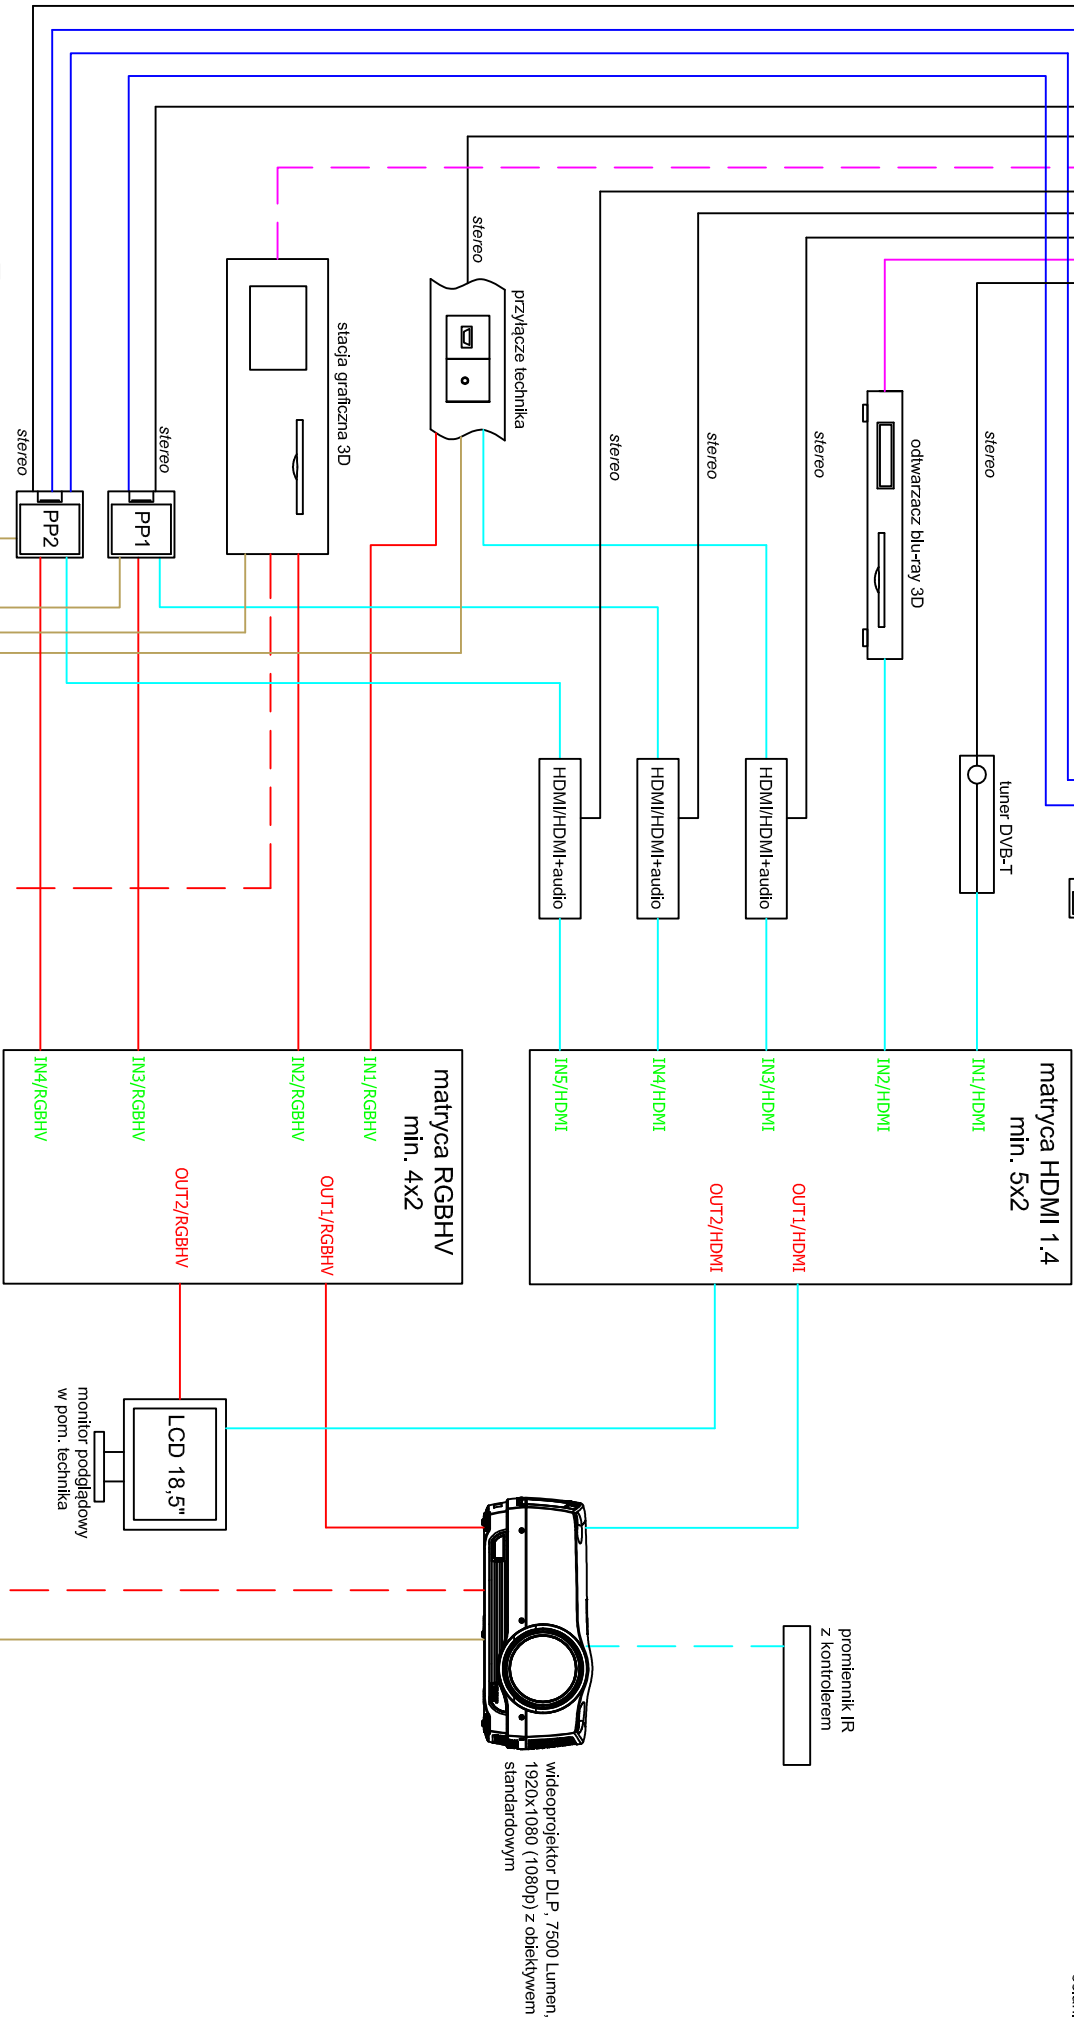 stereo
przyłącze technika
stacja graficzna 3D
stereo
PP1
stereo
PP2
stereo
stereo
stereo
odtwarzacz blu-ray 3D
stereo
tuner DVB-T
HDMI/HDMI+audio
HDMI/HDMI+audio
HDMI/HDMI+audio
matryca HDMI 1.4
min. 5x2
IN1/HDMI
IN2/HDMI
IN3/HDMI
IN4/HDMI
IN5/HDMI
OUT1/HDMI
OUT2/HDMI
matryca RGBHV
min. 4x2
IN1/RGBHV
IN2/RGBHV
IN3/RGBHV
IN4/RGBHV
OUT1/RGBHV
OUT2/RGBHV
LCD 18,5"
monitor podglądowy
w pom. technika
promiennik IR
z kontrolerem
wideoprojektor DLP, 7500 Lumen,
1920x1080 (1080p) z obiektywem
standardowym